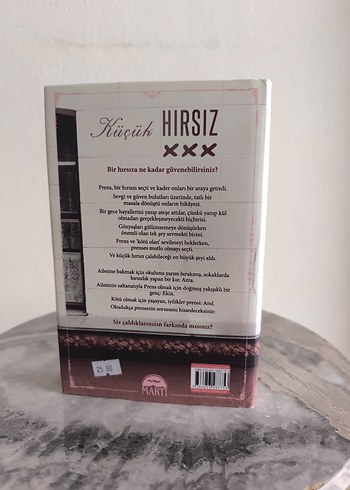 Küçük HIRSIZ
xxx
Bir hırsıza ne kadar güvenebilirsiniz?
Prens, bir hırsızı seçti ve kader onları bir araya getirdi.
Sevgi ve güven bulutları üzerinde, tatlı bir
masala dönüştü onların hikâyesi.
Bir gece hayallerini yazıp ateşe attılar, çünkü yanıp kül
olmadan gerçekleşmeyecekti hiçbirisi.
Gözyaşları gülümsemeye dönüşürken
önemli olan tek şey sevmekti birini.
Prens ve 'kötü olan' sevilmeyi beklerken,
prenses mutlu olmayı seçti.
Ve küçük hırsız çalabileceği en büyük şeyi aldı.
Ailesine bakmak için okulunu yarım bırakmış, sokaklarda
hırsızlık yapan bir kız: Azra.
Ailesinin saltanatıyla Prens olmak için doğmuş yakışıklı bir
genç: Ekin.
Kötü olmak için yaşayan, iyilikler prensi: Anıl.
Okudukça prensesin sorusunu hissedeceksiniz:
Siz çaldıklarınızın farkında mısınız?
25 00
MARTI